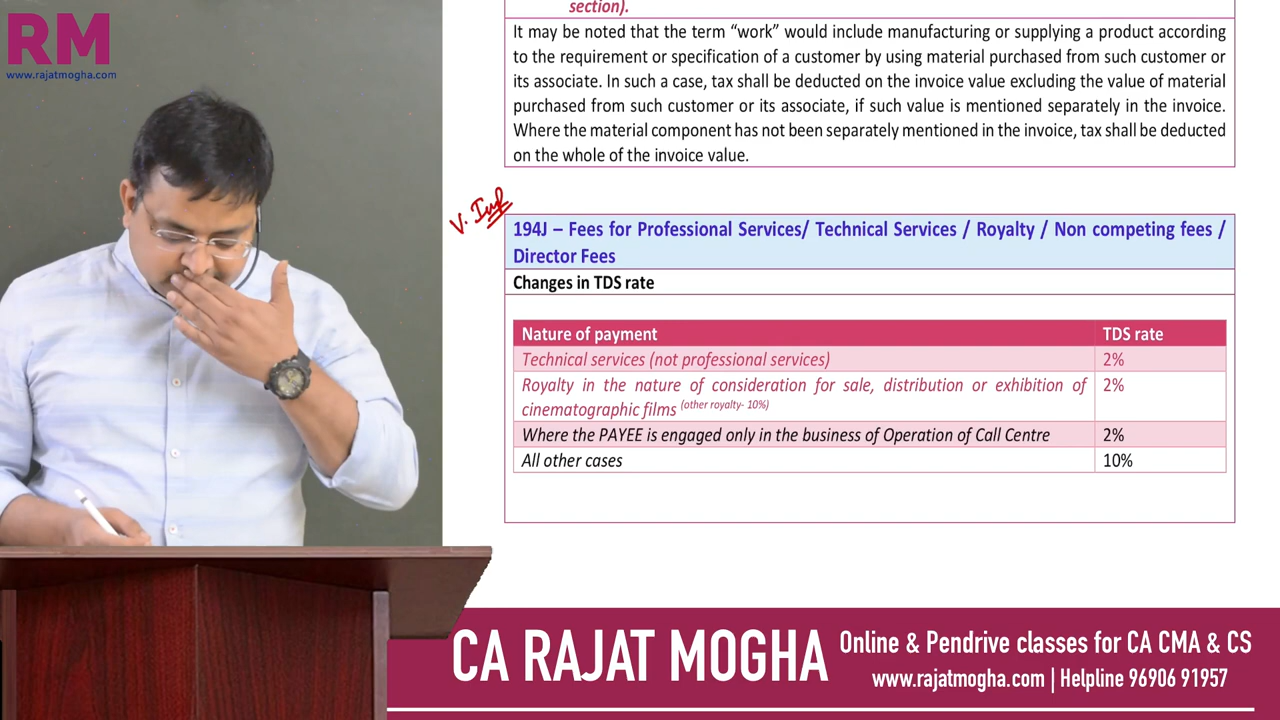 RM
www.rajatmogha.com
section).
It may be noted that the term “work” would include manufacturing or supplying a product according
to the requirement or specification of a customer by using material purchased from such customer or
its associate. In such a case, tax shall be deducted on the invoice value excluding the value of material
purchased from such customer or its associate, if such value is mentioned separately in the invoice.
Where the material component has not been separately mentioned in the invoice, tax shall be deducted
on the whole of the invoice value.
V. Imp
194J – Fees for Professional Services/ Technical Services / Royalty / Non competing fees /
Director Fees
Changes in TDS rate
Nature of payment TDS rate
Technical services (not professional services) 2%
Royalty in the nature of consideration for sale, distribution or exhibition of 2%
cinematographic films (other royalty- 10%)
Where the PAYEE is engaged only in the business of Operation of Call Centre 2%
All other cases 10%
CA RAJAT MOGHA
Online & Pendrive classes for CA CMA & CS
www.rajatmogha.com | Helpline 96906 91957